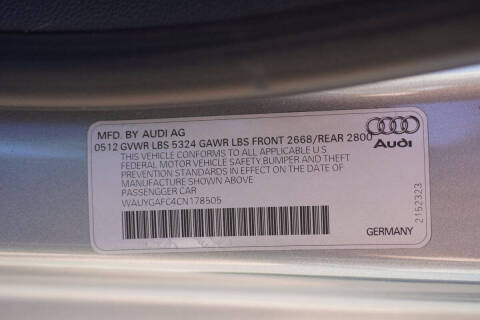 MFD. BY AUDI AG
0512 GVWR LBS 5324 GAWR LBS FRONT 2668/REAR 2800
THIS VEHICLE CONFORMS TO ALL APPLICABLE U.S
FEDERAL MOTOR VEHICLE SAFETY BUMPER AND THEFT
PREVENTION STANDARDS IN EFFECT ON THE DATE OF
MANUFACTURE SHOWN ABOVE
PASSENGGER CAR
WAUYGAFC4CN178505
Audi
2152323
GERMANY